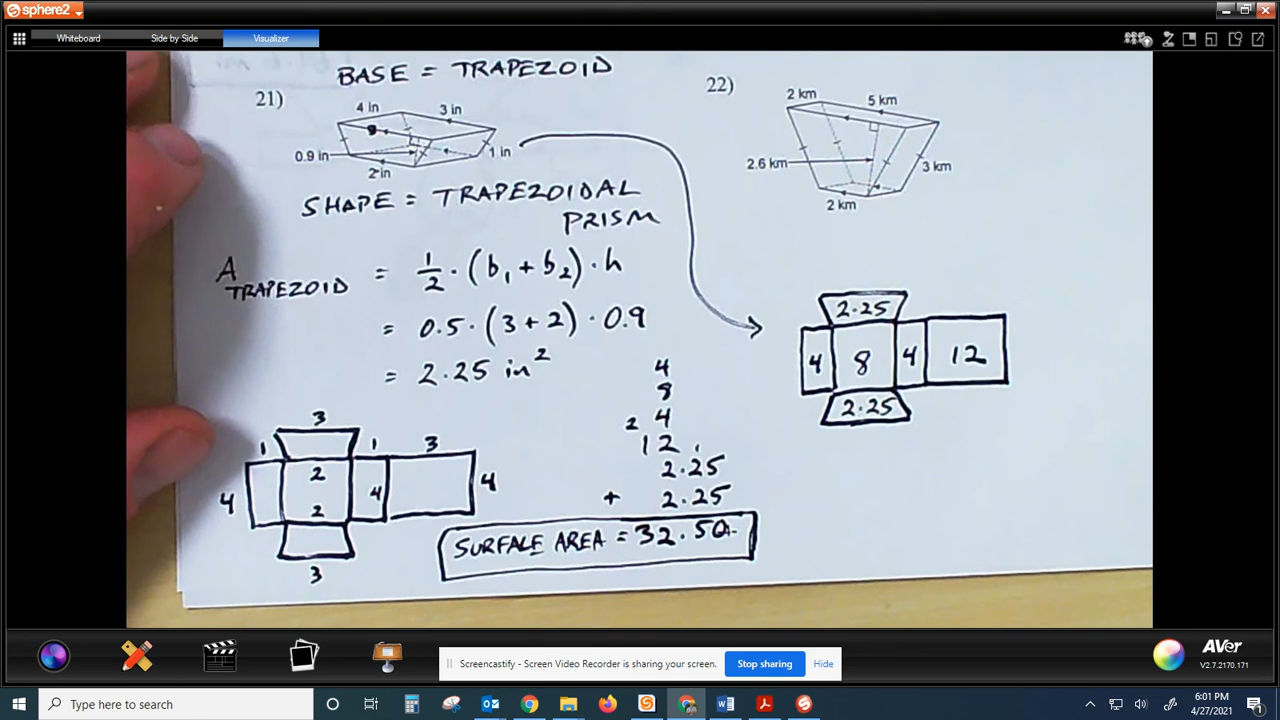 sphere2
Whiteboard
Side by Side
Visualizer
BASE = TRAPEZOID
21)
4 in
3 in
0.9 in
1 in
2 in
22)
2 km
5 km
2.6 km
3 km
2 km
SHAPE = TRAPEZOIDAL
PRISM
A TRAPEZOID = 1/2 · (b₁ + b₂) · h
= 0.5 · (3 + 2) · 0.9
= 2.25 in²
2.25
4 8 4 12
2.25
3
1 1 3
2
4 4 4
2
3
4
8
2 4
12.
2.25
+ 2.25
SURFACE AREA = 32.50
AVer
V2.7.2170.171
Screencastify - Screen Video Recorder is sharing your screen.
Stop sharing
Hide
Type here to search
6:01 PM
4/27/2021